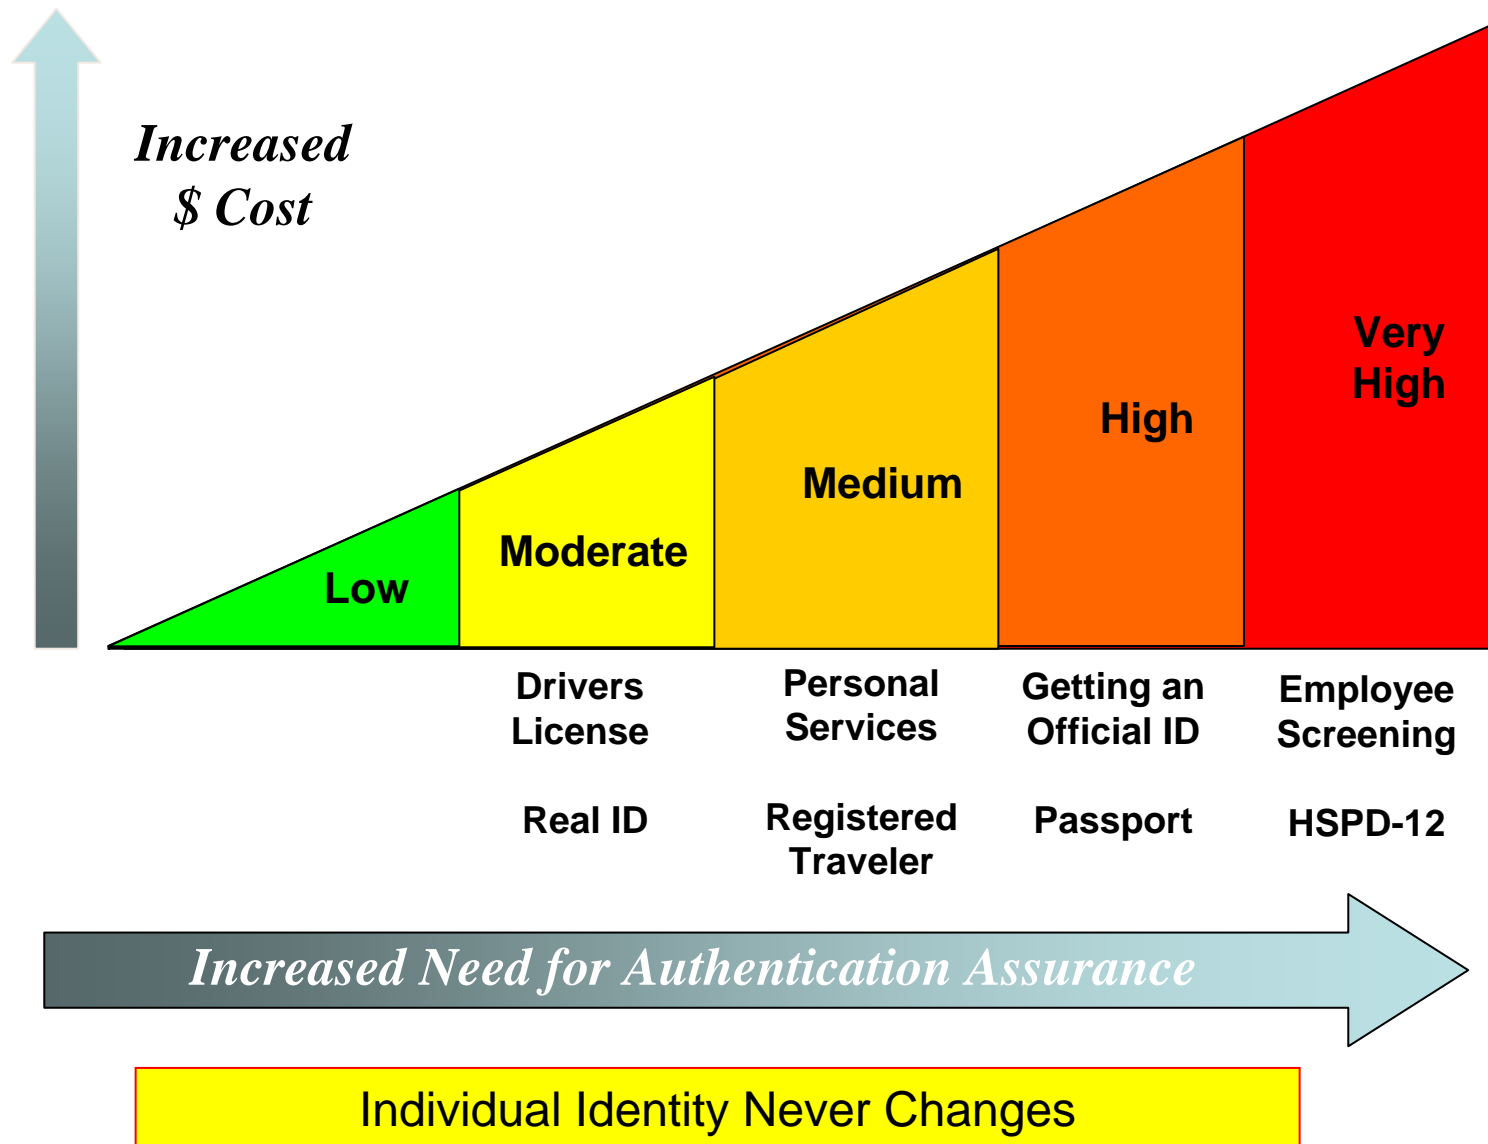 Increased
$ Cost
Very
High
High
Medium
Moderate
Low
Drivers
License
Real ID
Personal
Services
Registered
Traveler
Getting an
Official ID
Passport
Employee
Screening
HSPD-12
Increased Need for Authentication Assurance
Individual Identity Never Changes